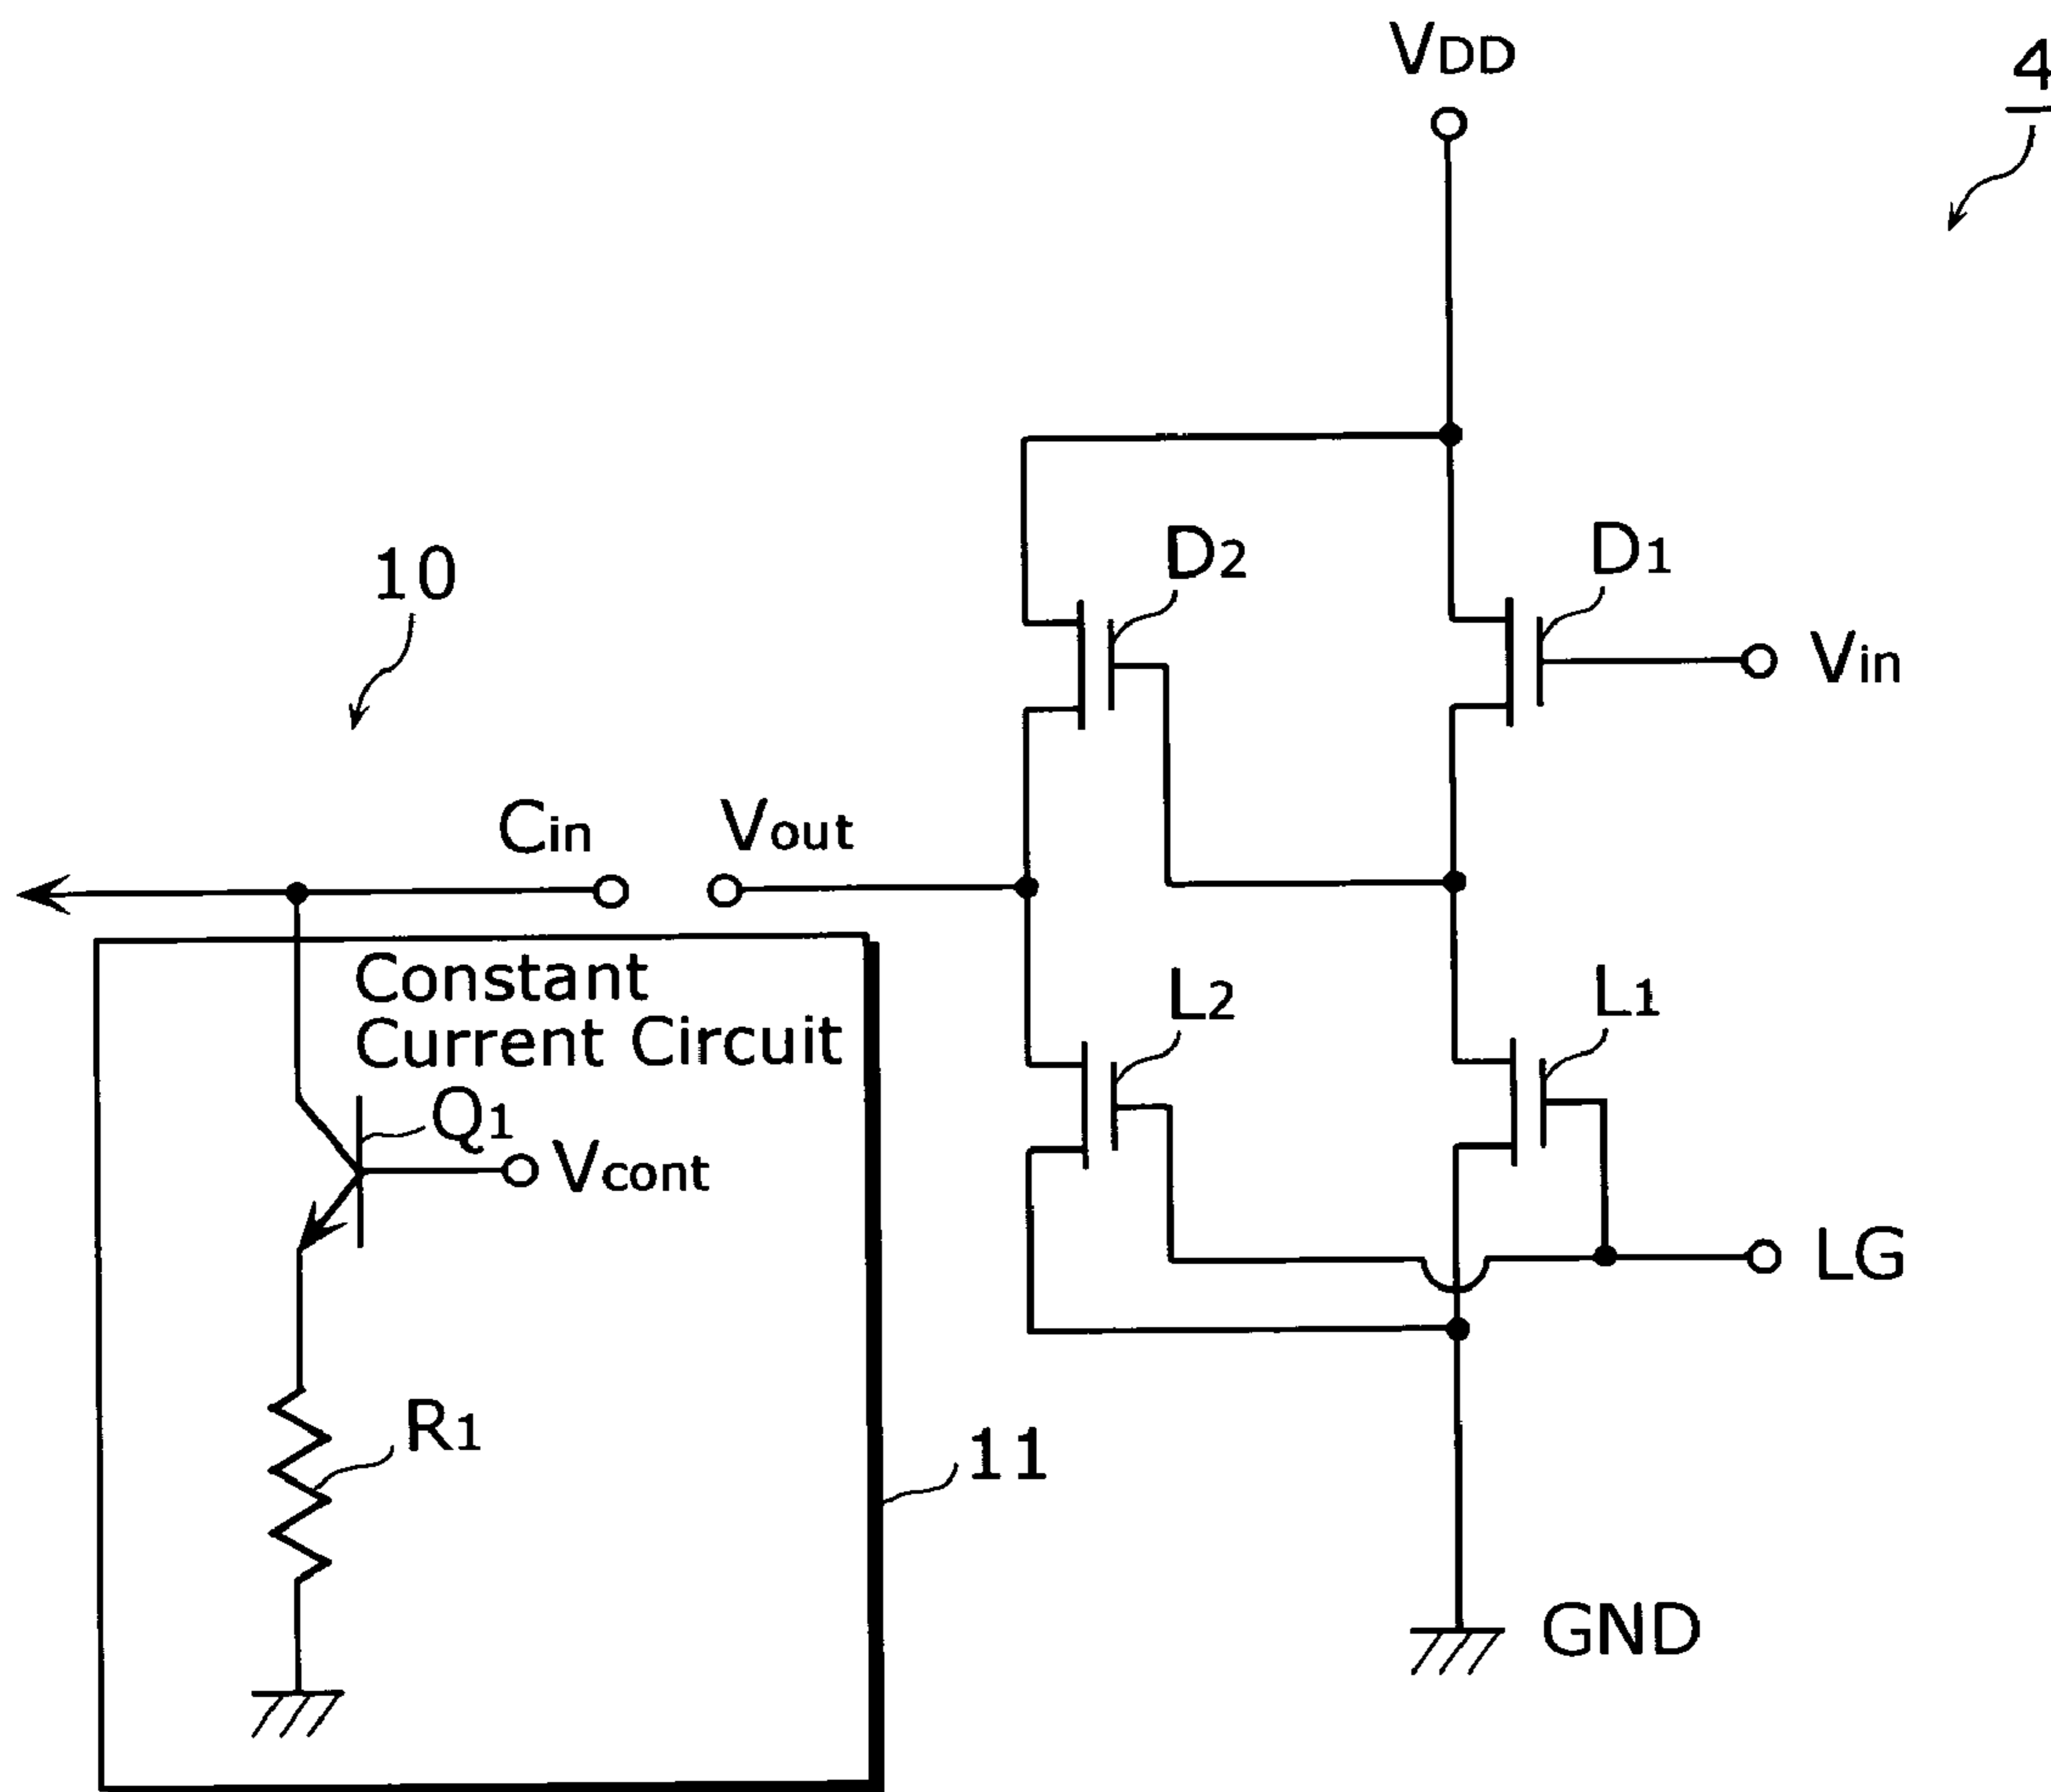 VDD
4
D2
D1
10
Vin
Cin
Vout
Constant
Current Circuit
L2
L1
Q1
Vcont
LG
R1
11
GND